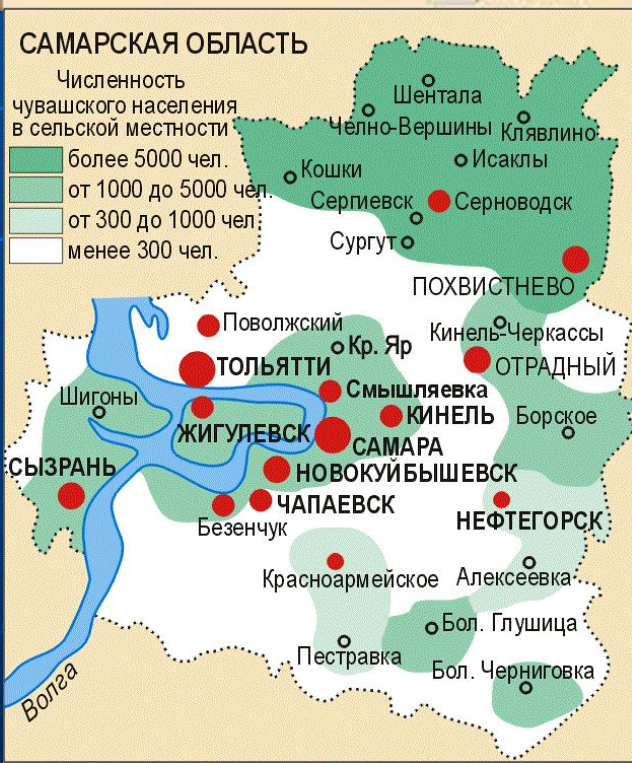 САМАРСКАЯ ОБЛАСТЬ
Численность
чувашского населения
в сельской местности
более 5000 чел.
от 1000 до 5000 чел.
от 300 до 1000 чел
менее 300 чел.
Шентала
Челно-Вершины
Клявлино
Кошки
Исаклы
Сергиевск
Серноводск
Сургут
ПОХВИСТНЕВО
Поволжский
Кинель-Черкассы
Кр. Яр
ТОЛЬЯТТИ
ОТРАДНЫЙ
Шигоны
Смышляевка
КИНЕЛЬ
Борское
ЖИГУЛЕВСК
САМАРА
СЫЗРАНЬ
НОВОКУЙБЫШЕВСК
ЧАПАЕВСК
Безенчук
НЕФТЕГОРСК
Красноармейское
Алексеевка
Бол. Глушица
Пестравка
Бол. Черниговка
Волга